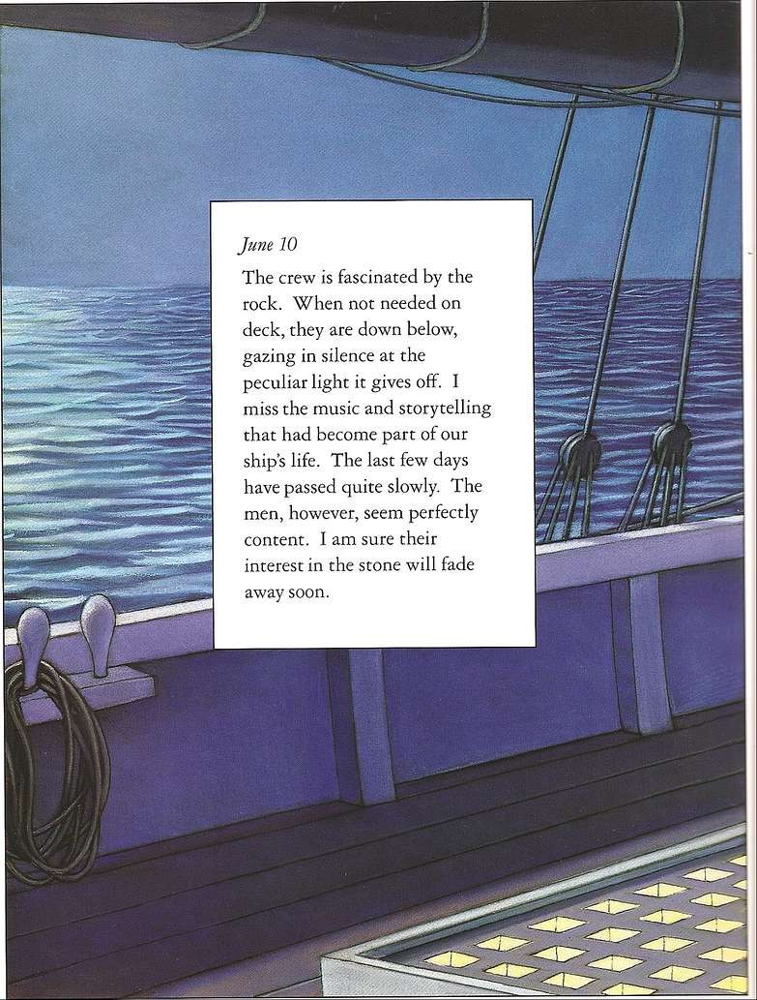 June 10
The crew is fascinated by the
rock. When not needed on
deck, they are down below,
gazing in silence at the
peculiar light it gives off. I
miss the music and storytelling
that had become part of our
ship's life. The last few days
have passed quite slowly. The
men, however, seem perfectly
content. I am sure their
interest in the stone will fade
away soon.